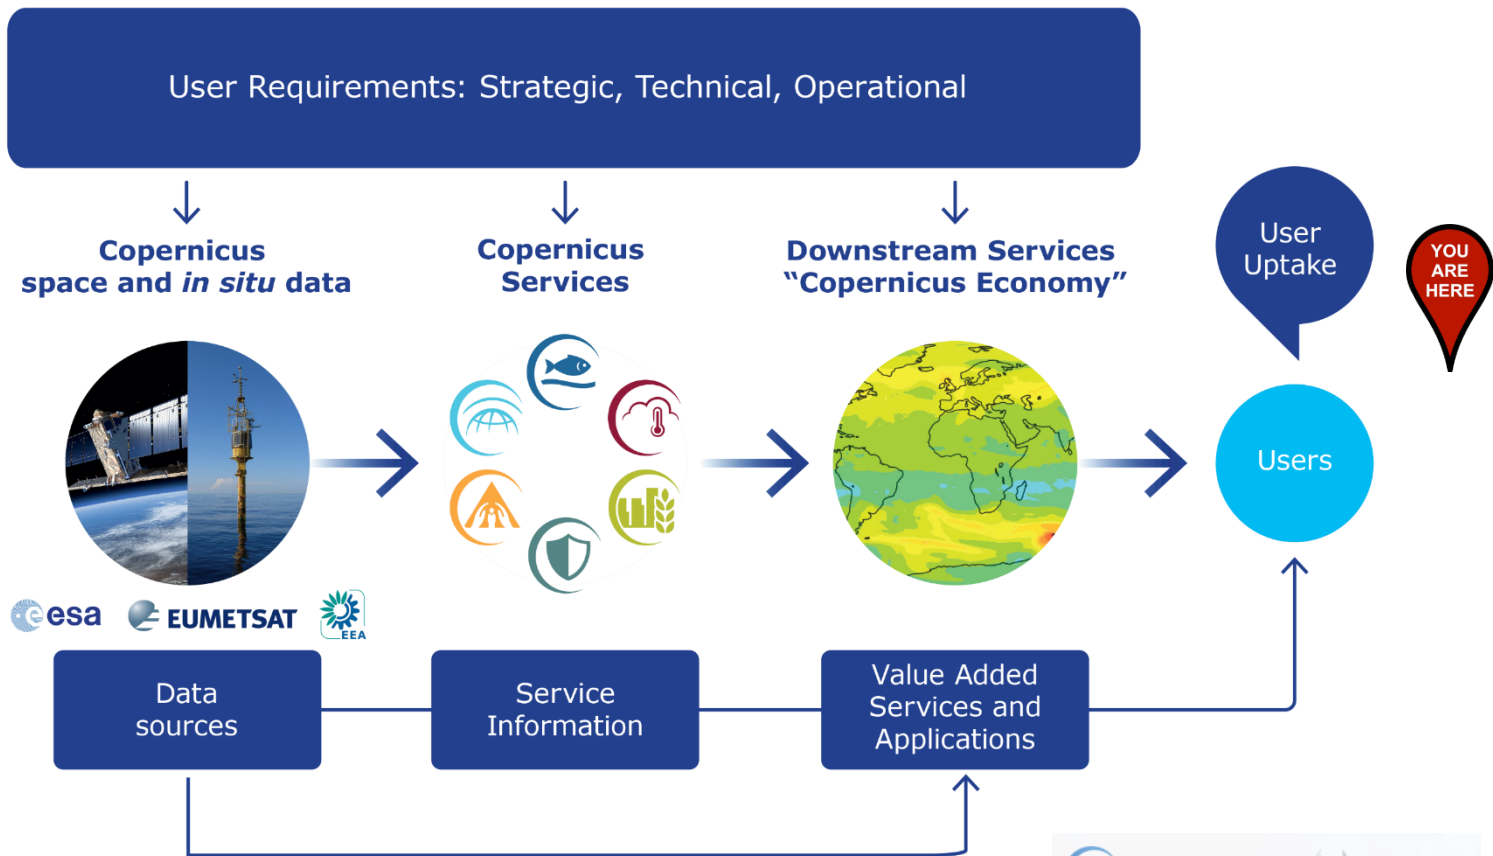 User Requirements: Strategic, Technical, Operational
Copernicus
space and in situ data
Copernicus
Services
Downstream Services
“Copernicus Economy”
User
Uptake
YOU
ARE
HERE
Users
esa
EUMETSAT
EEA
Data
sources
Service
Information
Value Added
Services and
Applications